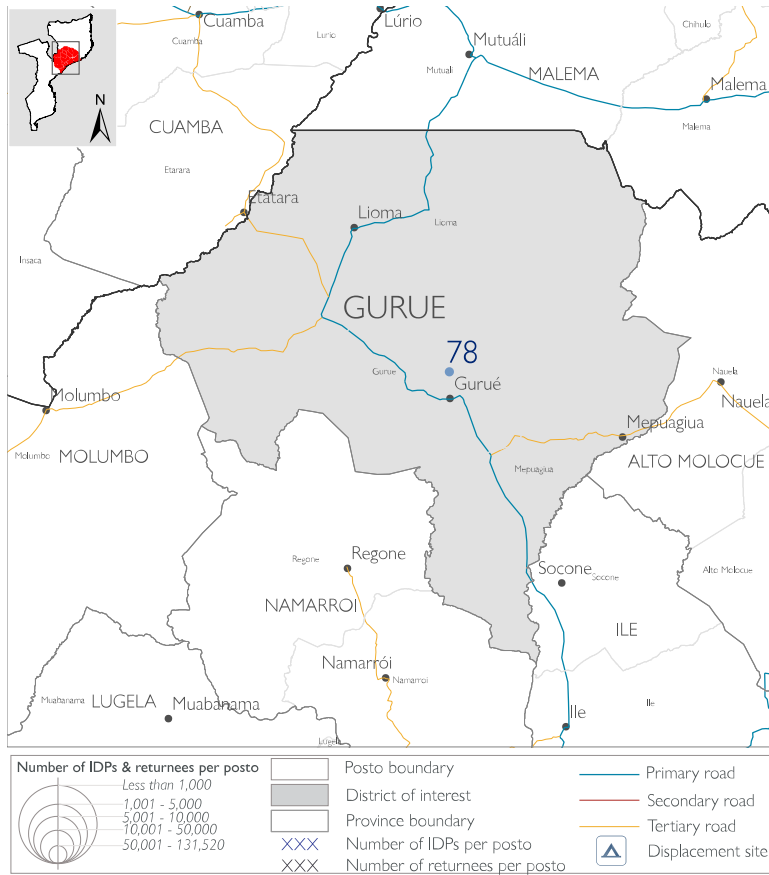 Cuamba
Cuamba
Lúrio
Lurio
Chihulo
Mutuáli
Mutuali
MALEMA
Malema
Malema
N
CUAMBA
Etarara
Etatara
Lioma
Lioma
Insaca
GURUE
78
Gurue
Gurué
Nauela
Nauela
Molumbo
Mepuagiua
Molumbo
MOLUMBO
Mepuagiua
ALTO MOLOCUE
Regone
Regone
Socone
Socone
Alto Molocue
NAMARROI
ILE
Namarrói
Namarroi
Muabanama
LUGELA
Muabanama
Ile
Ile
Lugela
Number of IDPs & returnees per posto
Less than 1,000
1,001 - 5,000
5,001 - 10,000
10,001 - 50,000
50,001 - 131,520
Posto boundary
District of interest
Province boundary
XXX Number of IDPs per posto
XXX Number of returnees per posto
Primary road
Secondary road
Tertiary road
Displacement site